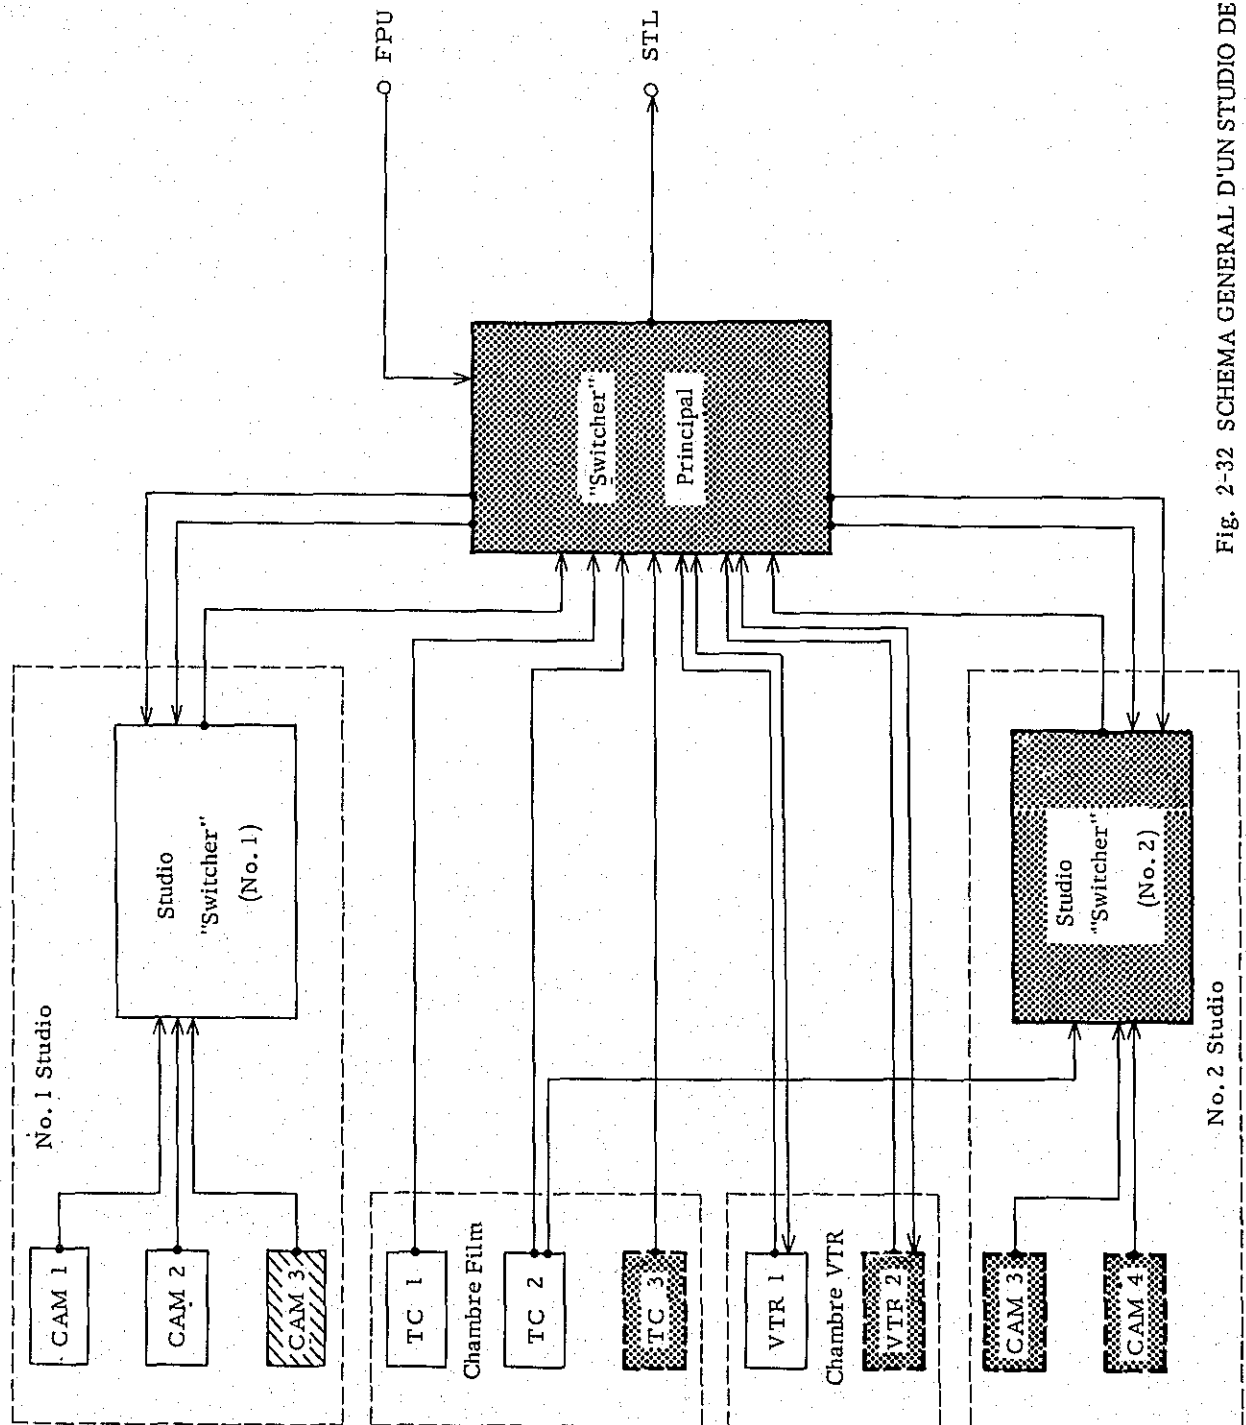 No. 1 Studio
CAM 1
CAM 2
CAM 3
Studio
"Switcher"
(No. 1)
TC 1
Chambre Film
TC 2
TC 3
VTR 1
Chambre VTR
VTR 2
CAM 3
CAM 4
Studio
"Switcher"
(No. 2)
No. 2 Studio
"Switcher"
Principal
FPU
STL
Fig. 2-32 SCHEMA GENERAL D'UN STUDIO DE